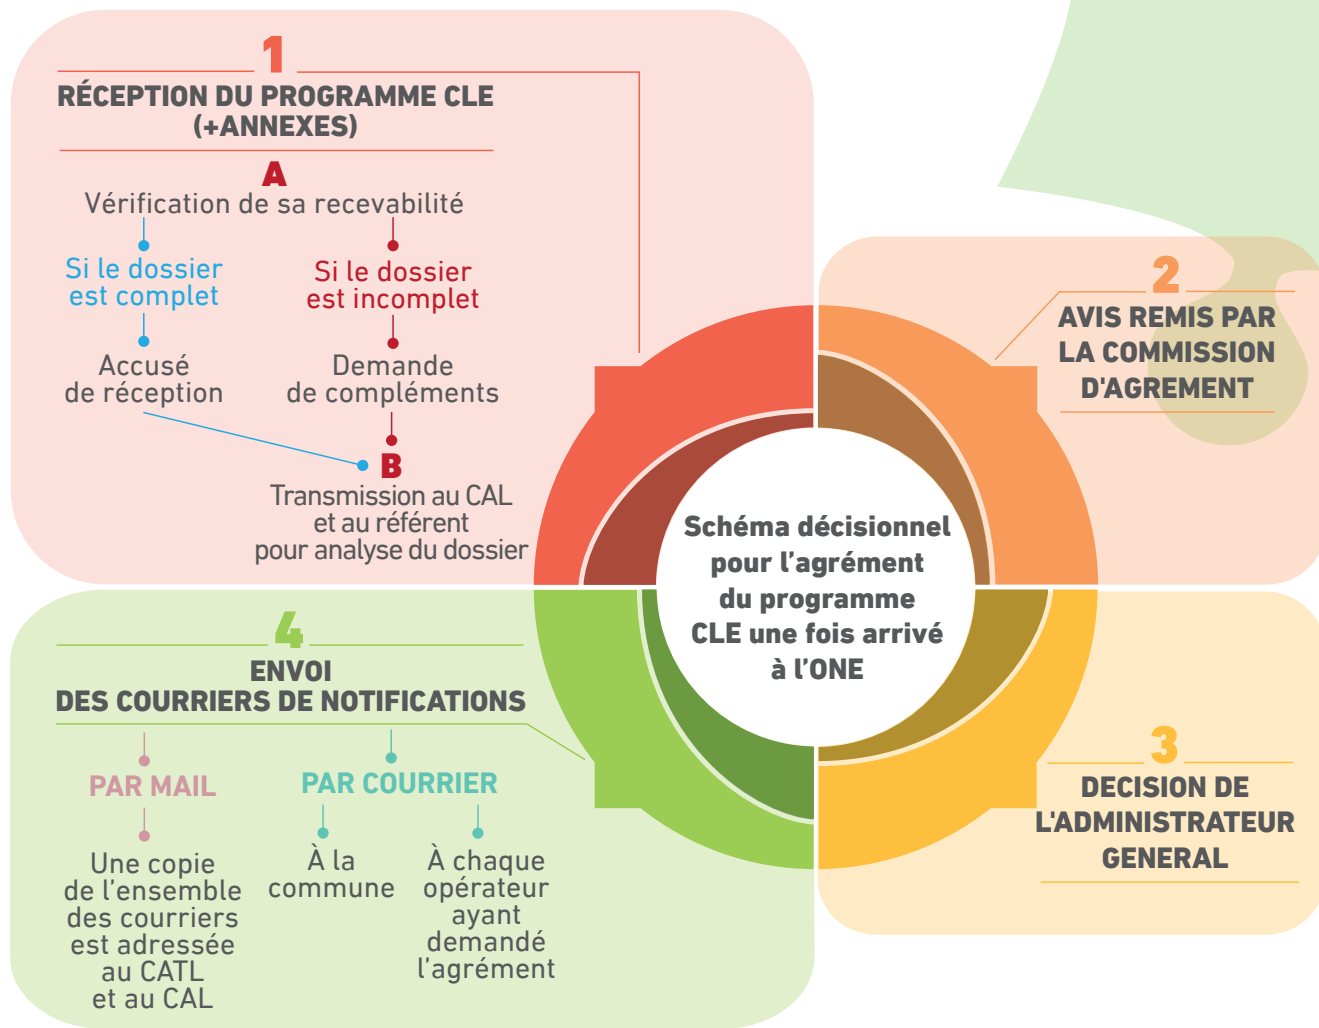 1
RÉCEPTION DU PROGRAMME CLE
(+ANNEXES)
A
Vérification de sa recevabilité
Si le dossier
est complet
Accusé
de réception
Si le dossier
est incomplet
Demande
de compléments
B
Transmission au CAL
et au référent
pour analyse du dossier
2
AVIS REMIS PAR
LA COMMISSION
D'AGREMENT
Schéma décisionnel
pour l’agrément
du programme
CLE une fois arrivé
à l’ONE
3
DECISION DE
L'ADMINISTRATEUR
GENERAL
4
ENVOI
DES COURRIERS DE NOTIFICATIONS
PAR MAIL
Une copie
de l’ensemble
des courriers
est adressée
au CATL
et au CAL
PAR COURRIER
À la
commune
À chaque
opérateur
ayant
demandé
l’agrément